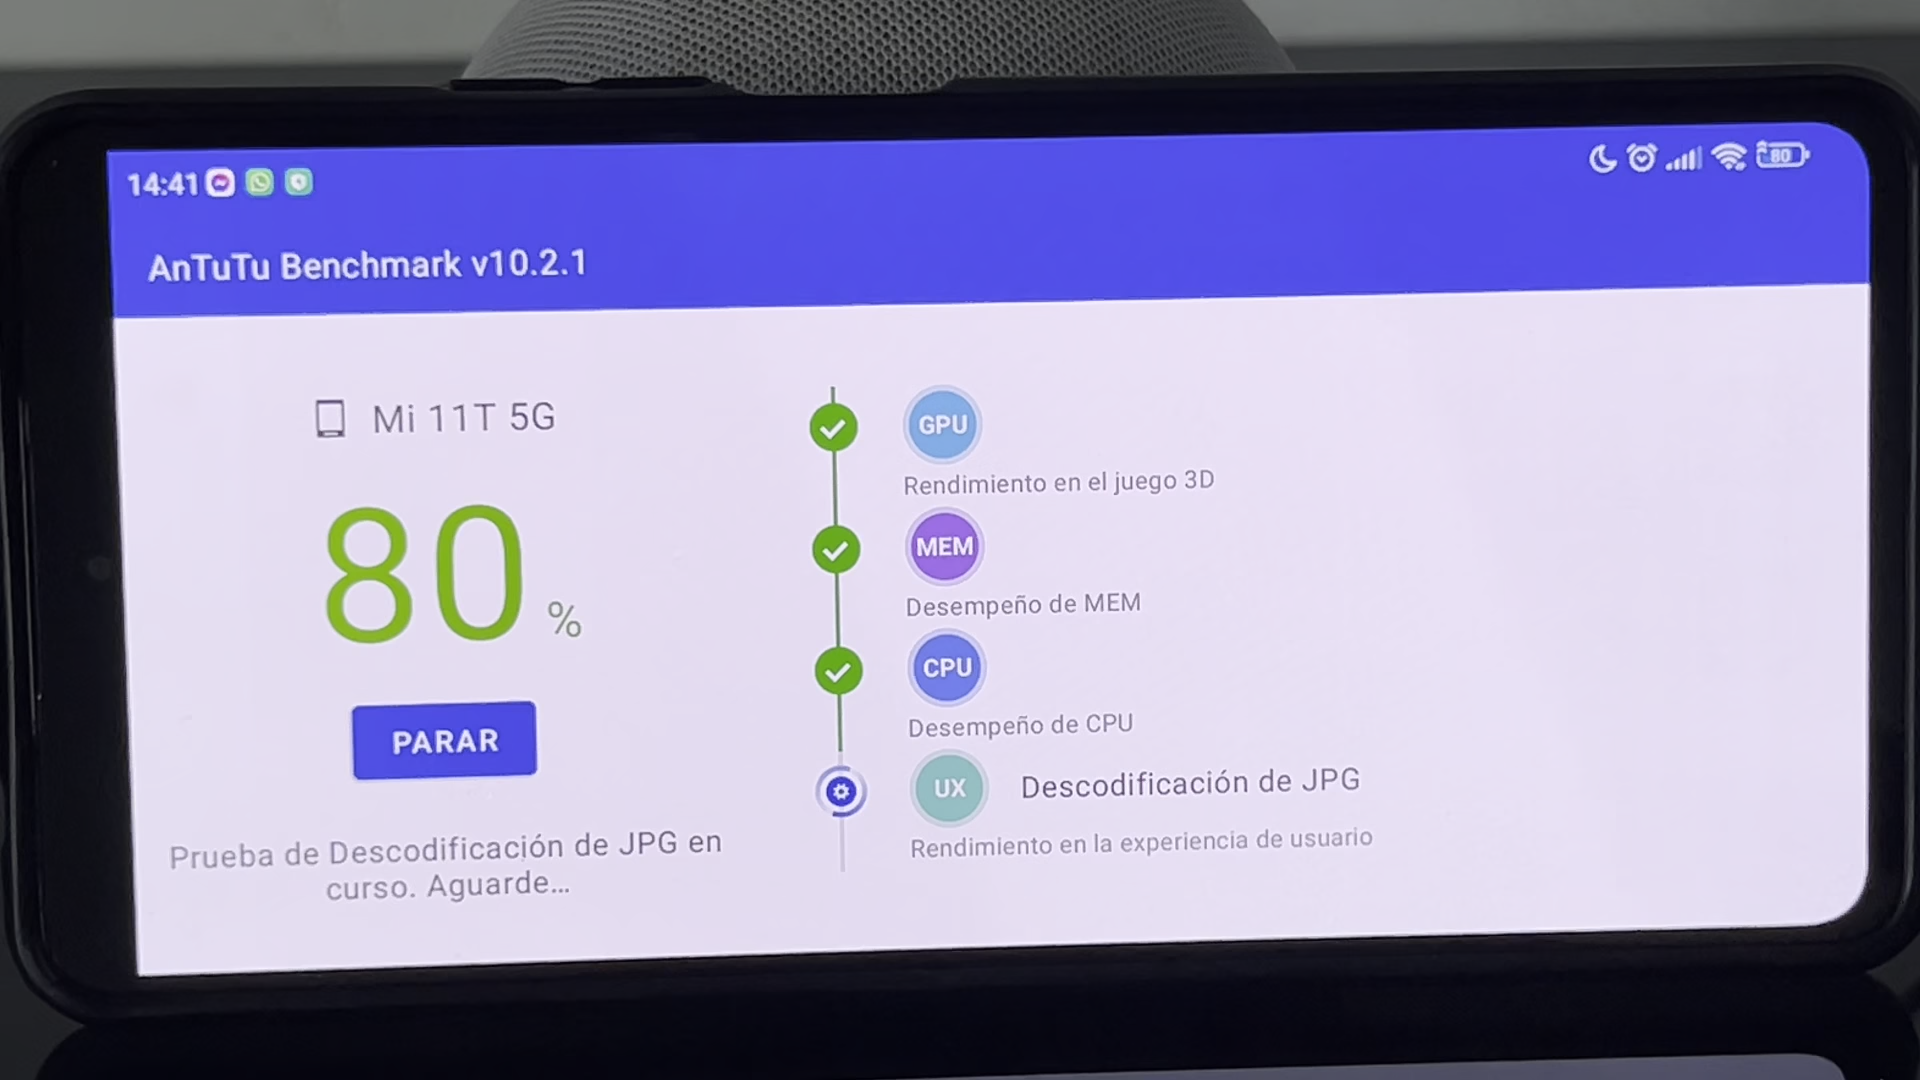 14:41
80
AnTuTu Benchmark v10.2.1
Mi 11T 5G
80 %
PARAR
Prueba de Descodificación de JPG en
curso. Aguarde...
GPU
Rendimiento en el juego 3D
MEM
Desempeño de MEM
CPU
Desempeño de CPU
UX Descodificación de JPG
Rendimiento en la experiencia de usuario